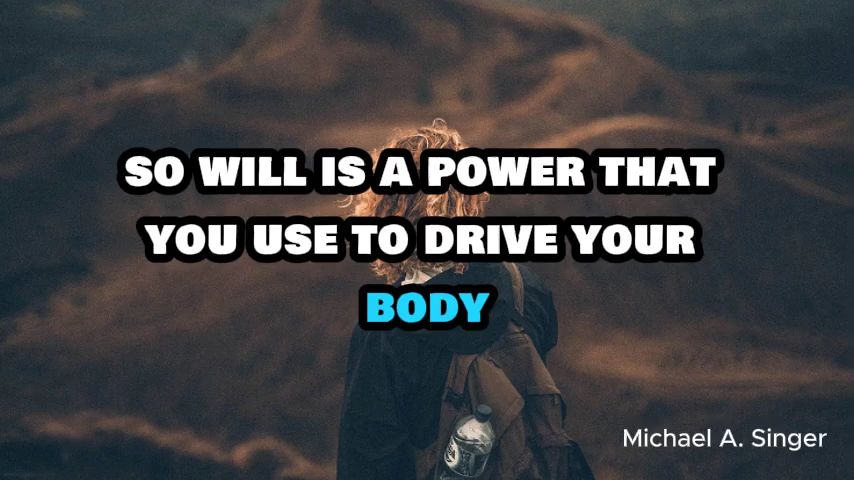 SO WILL IS A POWER THAT
YOU USE TO DRIVE YOUR
BODY
Michael A. Singer